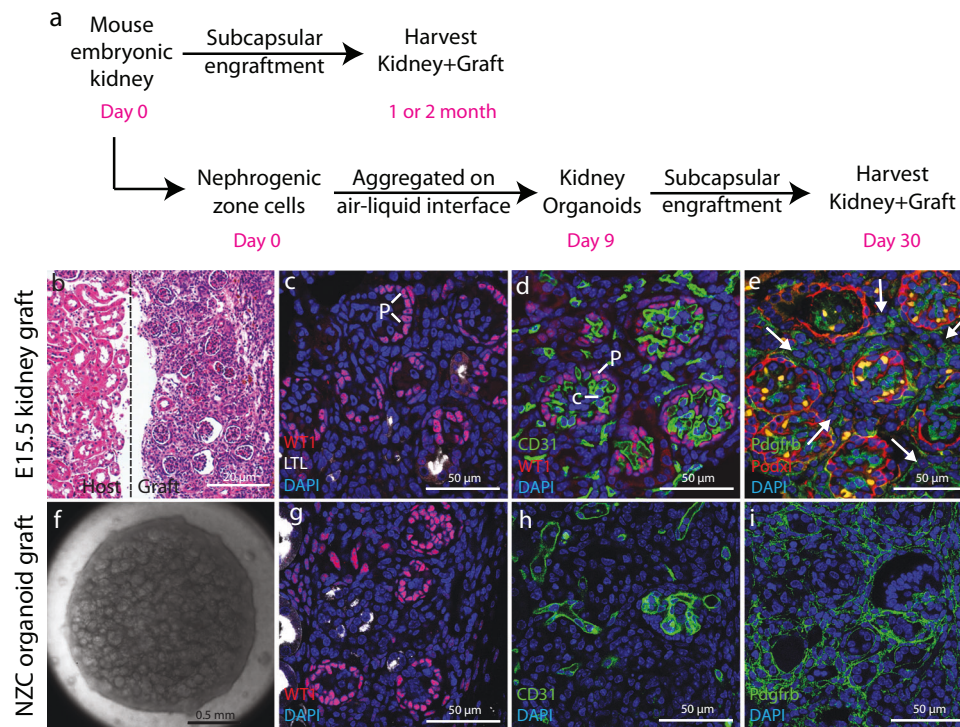 a
Mouse
embryonic
kidney
Subcapsular
engraftment
Harvest
Kidney+Graft
Day 0
1 or 2 month
Nephrogenic
zone cells
Aggregated on
air-liquid interface
Kidney
Organoids
Subcapsular
engraftment
Harvest
Kidney+Graft
Day 0
Day 9
Day 30
E15.5 kidney graft
b
Host
Graft
20 µm
c
P
WT1
LTL
DAPI
50 µm
d
P
c
CD31
WT1
DAPI
50 µm
e
Pdgfrb
Podxl
DAPI
50 µm
NZC organoid graft
f
0.5 mm
g
WT1
DAPI
50 µm
h
CD31
DAPI
50 µm
i
Pdgfrb
DAPI
50 µm